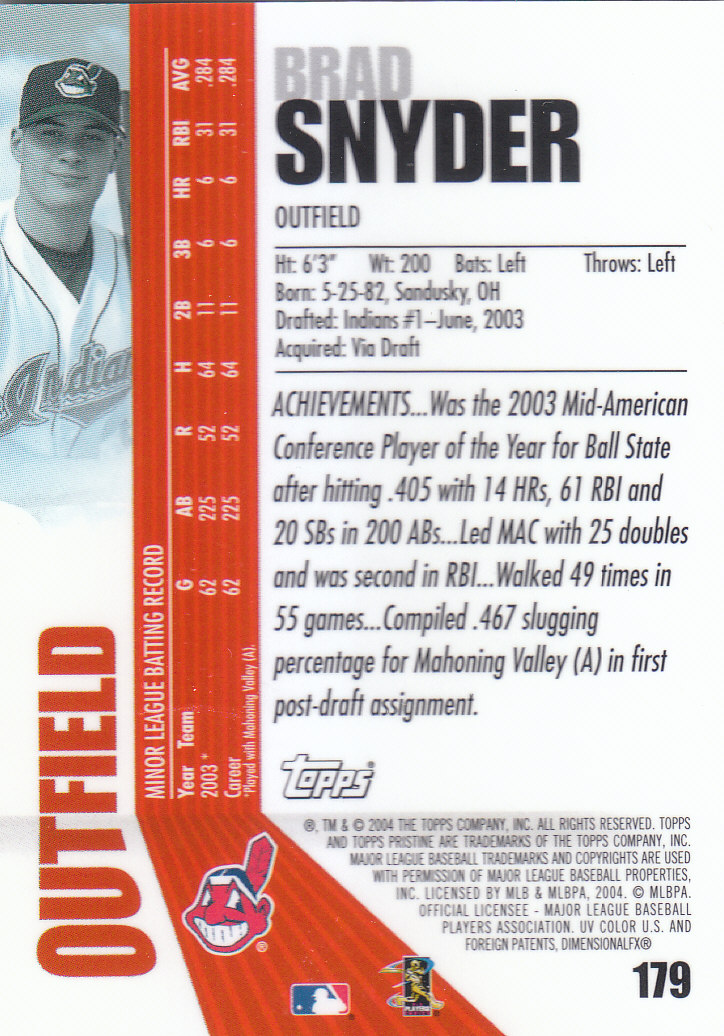 BRAD
SNYDER
OUTFIELD
Ht: 6'3" Wt: 200 Bats: Left Throws: Left
Born: 5-25-82, Sandusky, OH
Drafted: Indians #1–June, 2003
Acquired: Via Draft
ACHIEVEMENTS...Was the 2003 Mid-American
Conference Player of the Year for Ball State
after hitting .405 with 14 HRs, 61 RBI and
20 SBs in 200 ABs...Led MAC with 25 doubles
and was second in RBI...Walked 49 times in
55 games...Compiled .467 slugging
percentage for Mahoning Valley (A) in first
post-draft assignment.
Topps®
®, TM & © 2004 THE TOPPS COMPANY, INC. ALL RIGHTS RESERVED. TOPPS
AND TOPPS PRISTINE ARE TRADEMARKS OF THE TOPPS COMPANY, INC.
MAJOR LEAGUE BASEBALL TRADEMARKS AND COPYRIGHTS ARE USED
WITH PERMISSION OF MAJOR LEAGUE BASEBALL PROPERTIES,
INC. LICENSED BY MLB & MLBPA, 2004. © MLBPA.
OFFICIAL LICENSEE - MAJOR LEAGUE BASEBALL
PLAYERS ASSOCIATION. UV COLOR U.S. AND
FOREIGN PATENTS, DIMENSIONALFX®
179
OUTFIELD
MINOR LEAGUE BATTING RECORD
Year Team G AB R H 2B 3B HR RBI AVG
2003 * 62 225 52 64 11 6 6 31 .284
Career 62 225 52 64 11 6 6 31 .284
*Played with Mahoning Valley (A).
Indians
®
PLAYERS